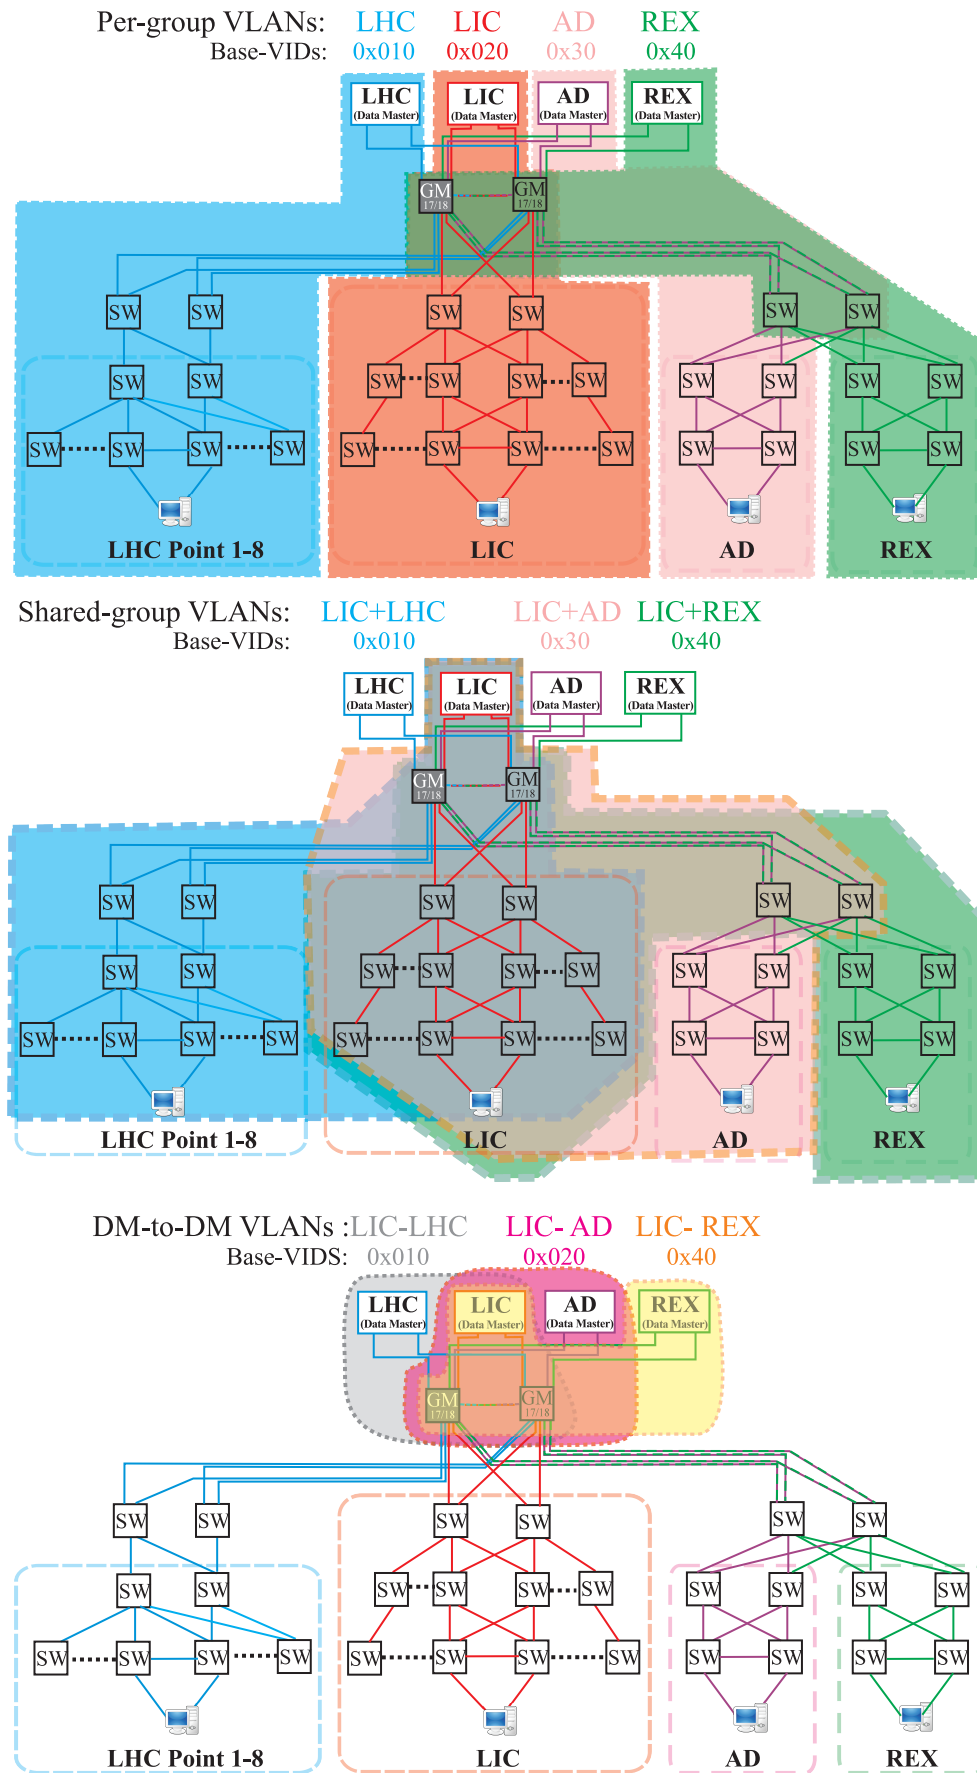 Per-group VLANs: LHC LIC AD REX
Base-VIDs: 0x010 0x020 0x30 0x40
LHC LIC AD REX
(Data Master) (Data Master) (Data Master) (Data Master)
GM GM
17/18 17/18
SW SW SW SW SW SW
SW SW SW SW SW SW SW SW SW SW
SW SW SW SW SW SW SW SW SW SW SW SW
LHC Point 1-8 LIC AD REX
Shared-group VLANs: LIC+LHC LIC+AD LIC+REX
Base-VIDs: 0x010 0x30 0x40
LHC LIC AD REX
(Data Master) (Data Master) (Data Master) (Data Master)
GM GM
17/18 17/18
SW SW SW SW SW SW
SW SW SW SW SW SW SW SW SW SW
SW SW SW SW SW SW SW SW SW SW SW SW
LHC Point 1-8 LIC AD REX
DM-to-DM VLANs : LIC-LHC LIC- AD LIC- REX
Base-VIDS: 0x010 0x020 0x40
LHC LIC AD REX
(Data Master) (Data Master) (Data Master) (Data Master)
GM GM
17/18 17/18
SW SW SW SW SW SW
SW SW SW SW SW SW SW SW SW SW
SW SW SW SW SW SW SW SW SW SW SW SW
LHC Point 1-8 LIC AD REX